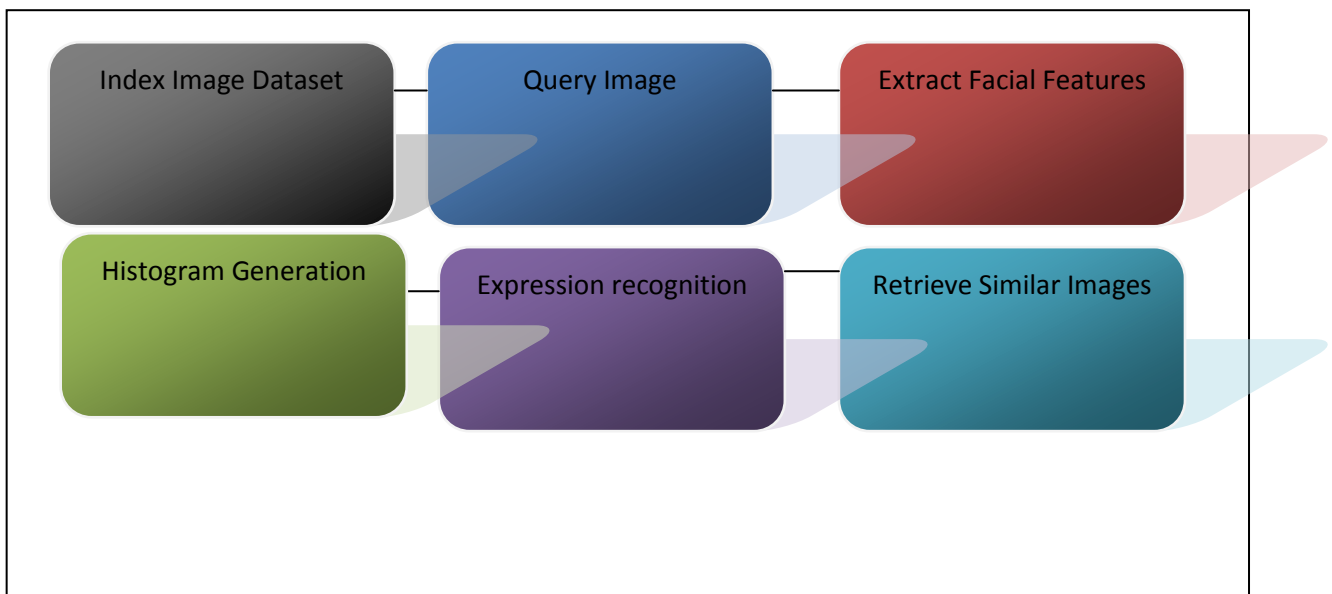 Index Image Dataset
Query Image
Extract Facial Features
Histogram Generation
Expression recognition
Retrieve Similar Images